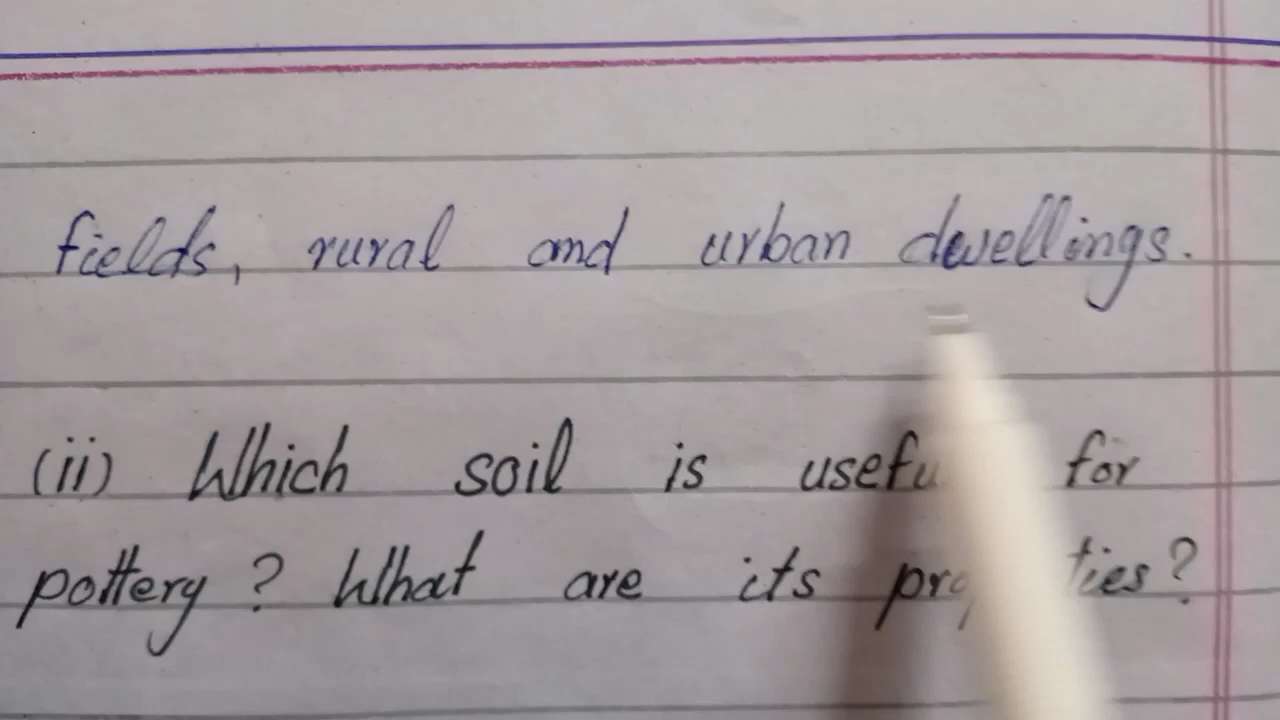 fields, rural and urban dwellings.
(ii) Which soil is for
pottery ? What are its